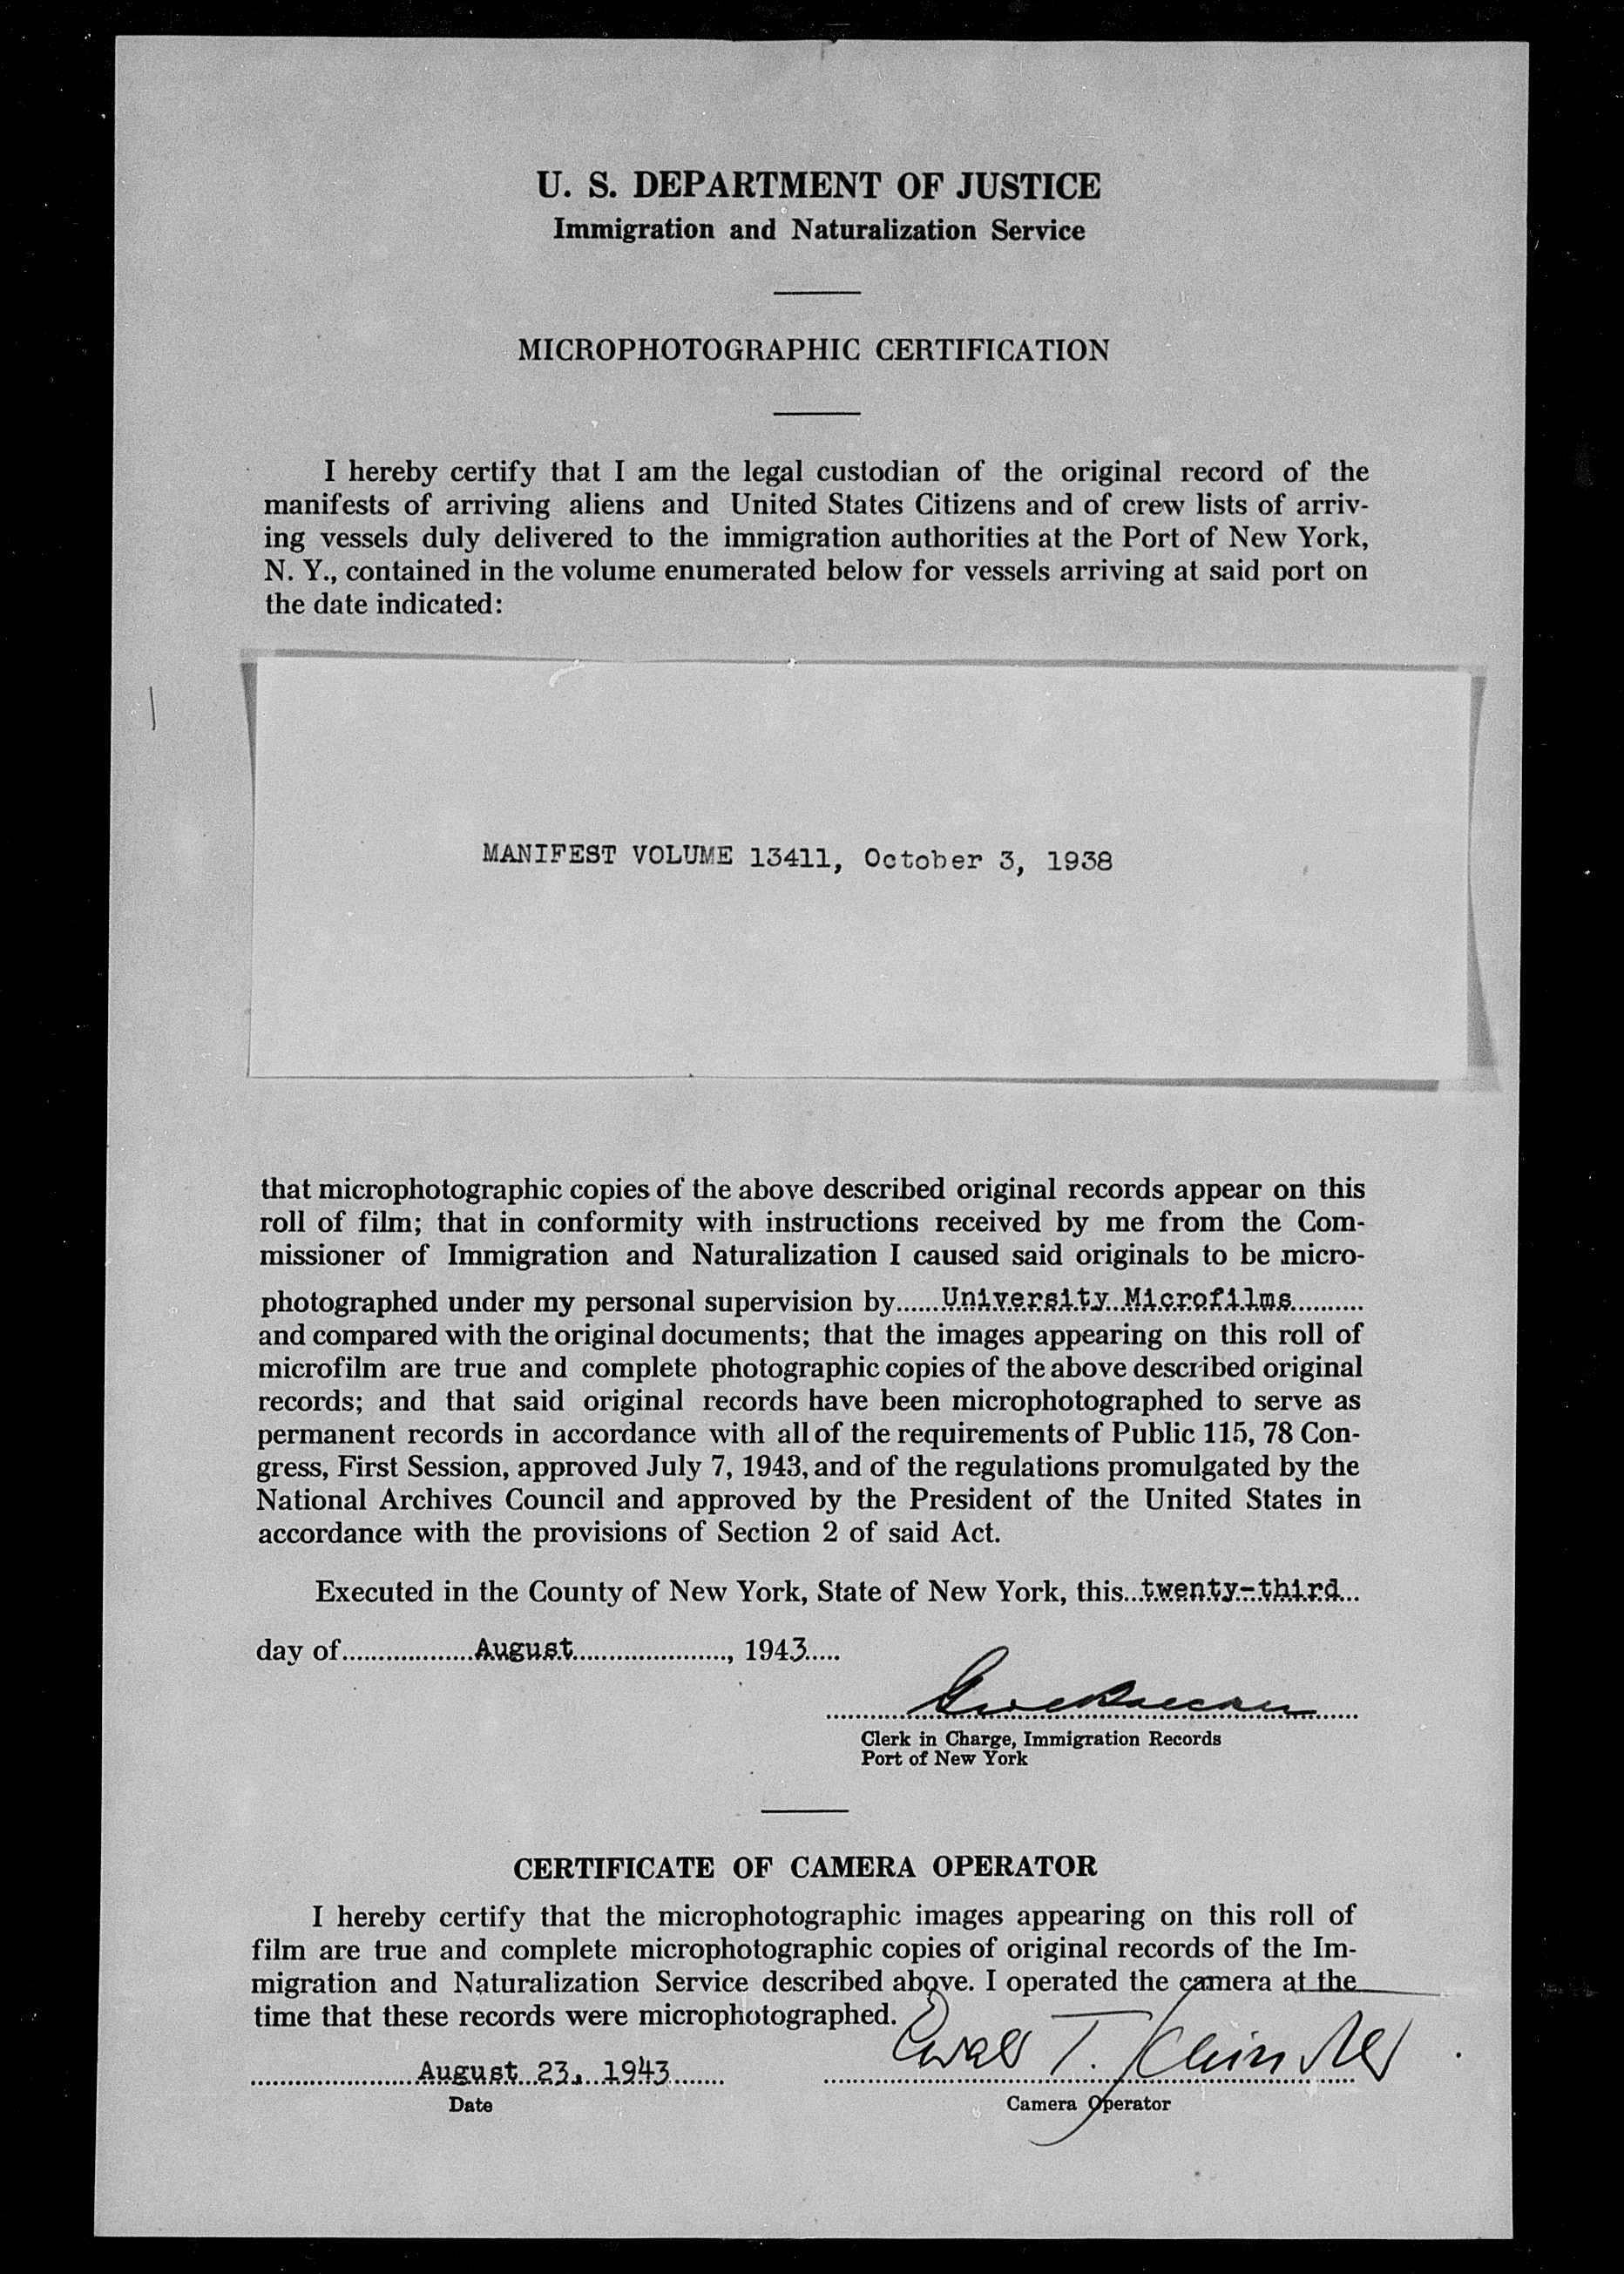 U. S. DEPARTMENT OF JUSTICE
Immigration and Naturalization Service
MICROPHOTOGRAPHIC CERTIFICATION
I hereby certify that I am the legal custodian of the original record of the
manifests of arriving aliens and United States Citizens and of crew lists of arriv-
ing vessels duly delivered to the immigration authorities at the Port of New York,
N. Y., contained in the volume enumerated below for vessels arriving at said port on
the date indicated:
MANIFEST VOLUME 13411, October 3, 1938
that microphotographic copies of the above described original records appear on this
roll of film; that in conformity with instructions received by me from the Com-
missioner of Immigration and Naturalization I caused said originals to be micro-
photographed under my personal supervision by University Microfilms
and compared with the original documents; that the images appearing on this roll of
microfilm are true and complete photographic copies of the above described original
records; and that said original records have been microphotographed to serve as
permanent records in accordance with all of the requirements of Public 115, 78 Con-
gress, First Session, approved July 7, 1943, and of the regulations promulgated by the
National Archives Council and approved by the President of the United States in
accordance with the provisions of Section 2 of said Act.
Executed in the County of New York, State of New York, this twenty-third
day of August, 1943
Clerk in Charge, Immigration Records
Port of New York
CERTIFICATE OF CAMERA OPERATOR
I hereby certify that the microphotographic images appearing on this roll of
film are true and complete microphotographic copies of original records of the Im-
migration and Naturalization Service described above. I operated the camera at the
time that these records were microphotographed.
August 23, 1943
Date
Camera Operator